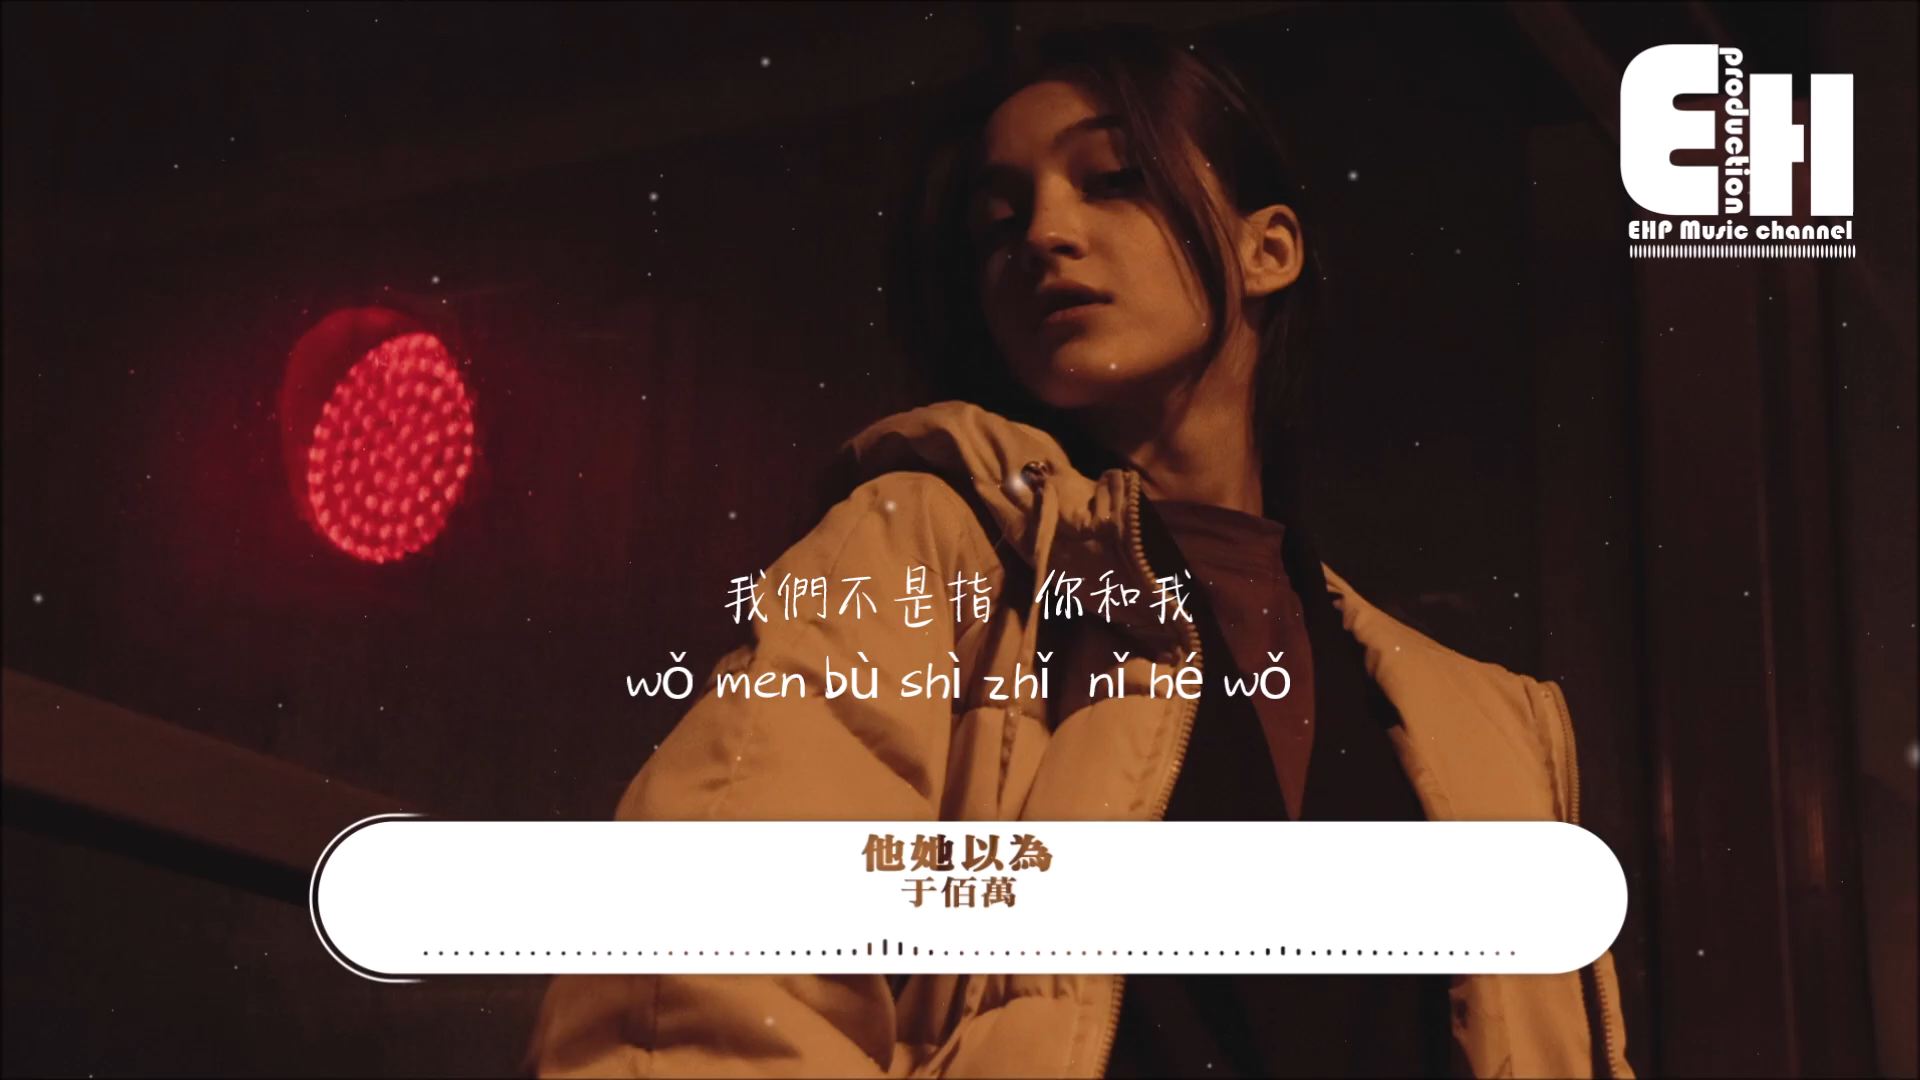 EH
production
EHP Music channel
我們不是指 你和我
wǒ men bù shì zhǐ nǐ hé wǒ
他她以為
于佰萬